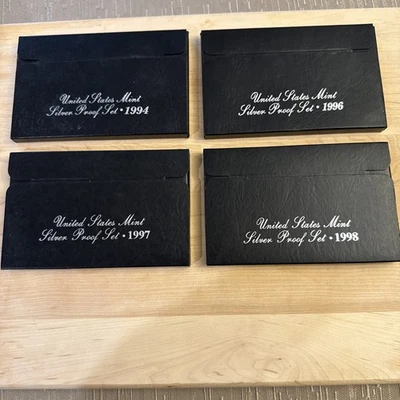 United States Mint
Silver Proof Set • 1994
United States Mint
Silver Proof Set • 1996
United States Mint
Silver Proof Set • 1997
United States Mint
Silver Proof Set • 1998